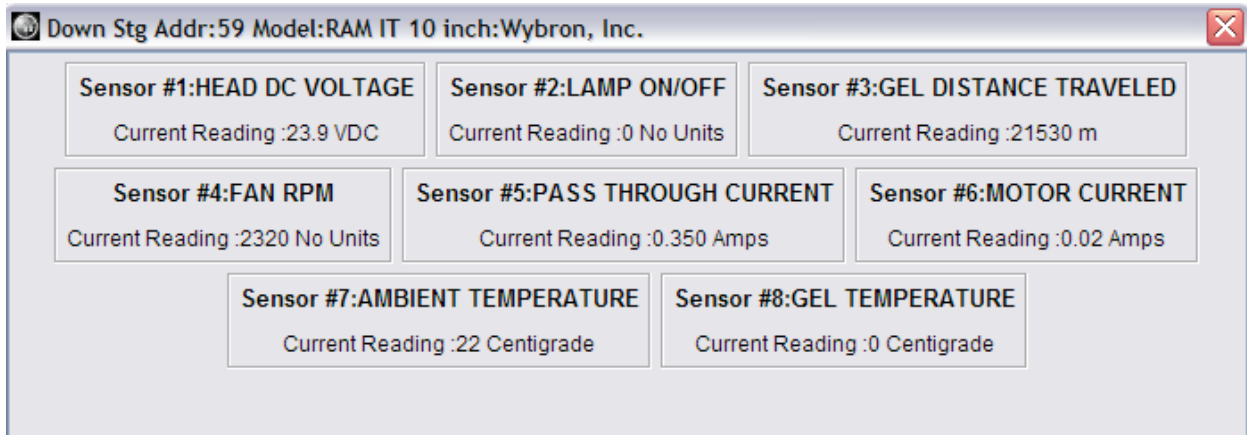 Down Stg Addr:59 Model:RAM IT 10 inch:Wybron, Inc.
Sensor #1:HEAD DC VOLTAGE
Current Reading :23.9 VDC
Sensor #2:LAMP ON/OFF
Current Reading :0 No Units
Sensor #3:GEL DISTANCE TRAVELED
Current Reading :21530 m
Sensor #4:FAN RPM
Current Reading :2320 No Units
Sensor #5:PASS THROUGH CURRENT
Current Reading :0.350 Amps
Sensor #6:MOTOR CURRENT
Current Reading :0.02 Amps
Sensor #7:AMBIENT TEMPERATURE
Current Reading :22 Centigrade
Sensor #8:GEL TEMPERATURE
Current Reading :0 Centigrade